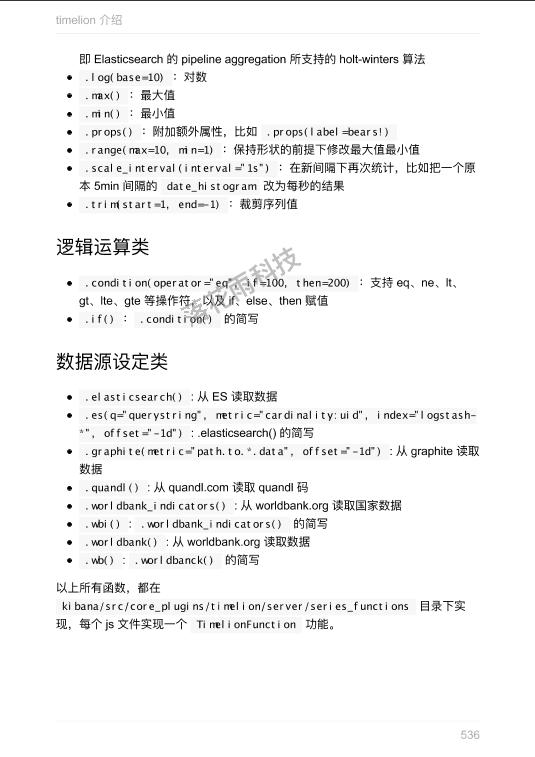 timelion 介绍
即 Elasticsearch 的 pipeline aggregation 所支持的 holt-winters 算法
• .log(base=10) ： 对数
• .max() ： 最大值
• .min() ： 最小值
• .props() ： 附加额外属性，比如 .props(label=bears!)
• .range(max=10, min=1) ： 保持形状的前提下修改最大值最小值
• .scale_interval(interval="1s") ： 在新间隔下再次统计，比如把一个原
本 5min 间隔的 date_histogram 改为每秒的结果
• .trim(start=1, end=-1) ： 裁剪序列值
逻辑运算类
• .condition(operator="eq", if=100, then=200) ： 支持 eq、ne、lt、
gt、lte、gte 等操作符，以及 if、else、then 赋值
• .if() ： .condition() 的简写
落花雨科技
数据源设定类
• .elasticsearch() : 从 ES 读取数据
• .es(q="querystring", metric="cardinality:uid", index="logstash-
*", offset="-1d") : .elasticsearch() 的简写
• .graphite(metric="path.to.*.data", offset="-1d") : 从 graphite 读取
数据
• .quandl() : 从 quandl.com 读取 quandl 码
• .worldbank_indicators() : 从 worldbank.org 读取国家数据
• .wbi() : .worldbank_indicators() 的简写
• .worldbank() : 从 worldbank.org 读取数据
• .wb() : .worldbanck() 的简写
以上所有函数，都在
kibana/src/core_plugins/timelion/server/series_functions 目录下实
现，每个 js 文件实现一个 TimelionFunction 功能。
536